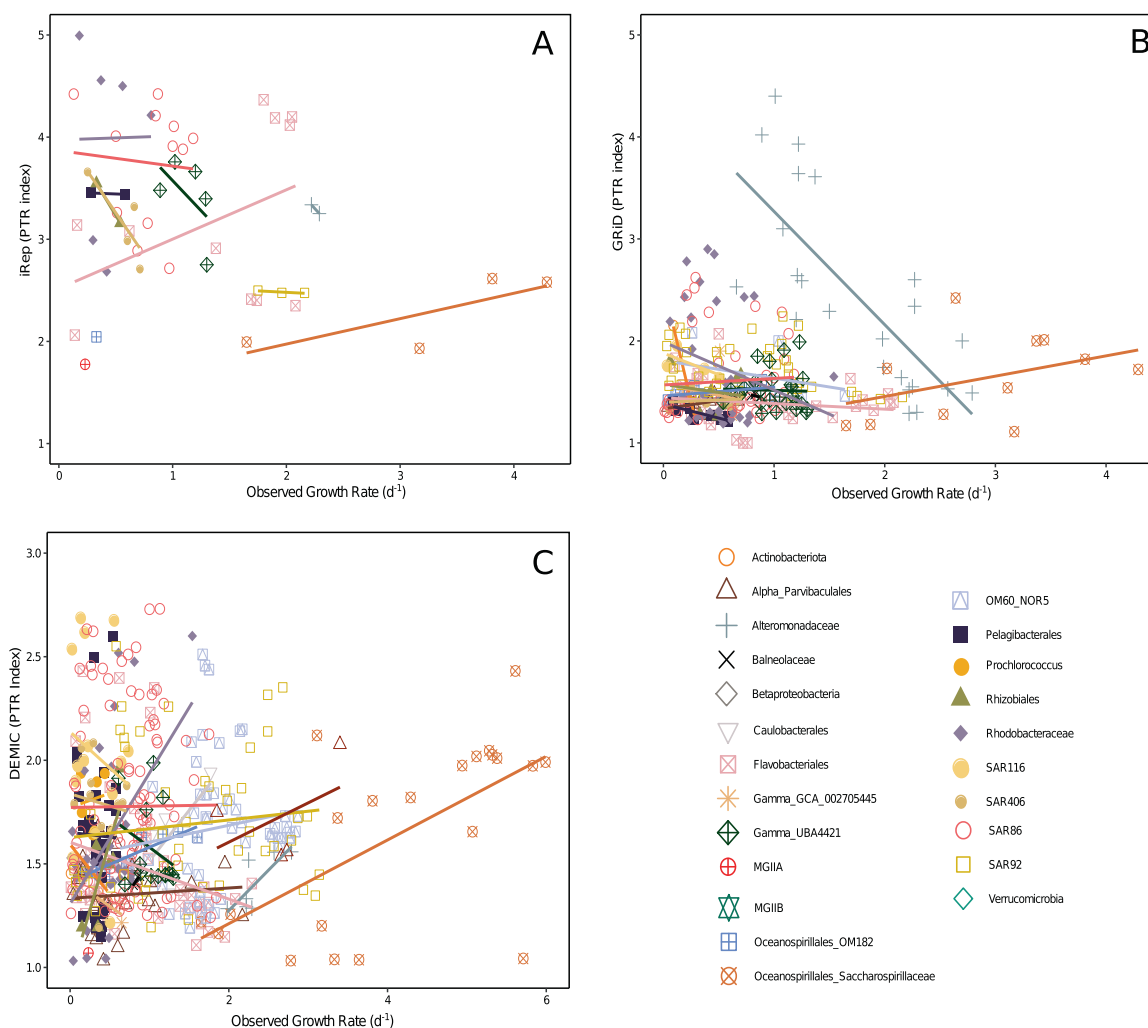 A
5
4
3
2
1
iRep (PTR index)
0
1
2
3
4
Observed Growth Rate (d-1)
B
5
4
3
2
1
GRiD (PTR index)
0
1
2
3
4
Observed Growth Rate (d-1)
C
3.0
2.5
2.0
1.5
1.0
DEMIC (PTR Index)
0
2
4
6
Observed Growth Rate (d-1)
Actinobacteriota
Alpha_Parvibaculales
Alteromonadaceae
Balneolaceae
Betaproteobacteria
Caulobacterales
Flavobacteriales
Gamma_GCA_002705445
Gamma_UBA4421
MGIIA
MGIIB
Oceanospirillales_OM182
Oceanospirillales_Saccharospirillaceae
OM60_NOR5
Pelagibacterales
Prochlorococcus
Rhizobiales
Rhodobacteraceae
SAR116
SAR406
SAR86
SAR92
Verrucomicrobia